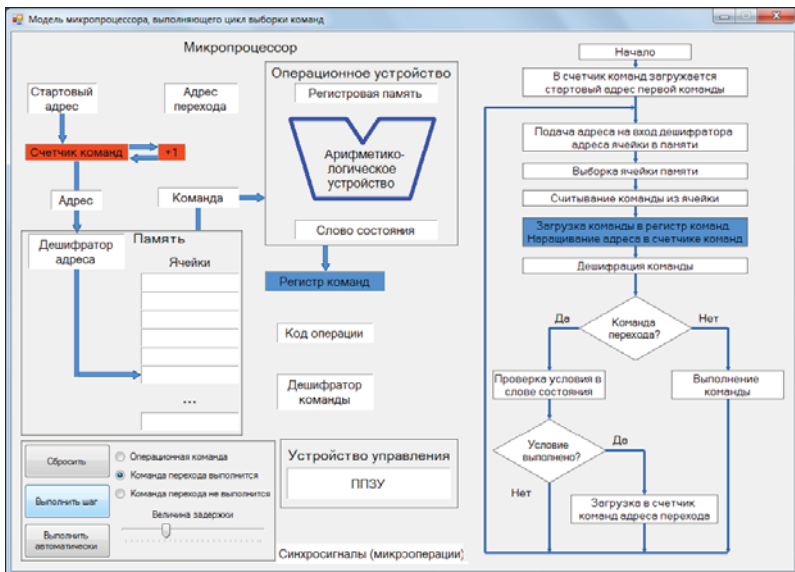 Модель микропроцессора, выполняющего цикл выборки команд
Микропроцессор
Стартовый
адрес
Адрес
перехода
Счетчик команд
+1
Адрес
Команда
Дешифратор
адреса
Память
Ячейки
...
Операционное устройство
Регистровая память
Арифметико-
логическое
устройство
Слово состояния
Регистр команд
Код операции
Дешифратор
команды
Устройство управления
ППЗУ
Синхросигналы (микрооперации)
Сбросить
Выполнить шаг
Выполнить
автоматически
Операционная команда
Команда перехода выполнится
Команда перехода не выполнится
Величина задержки
Начало
В счетчик команд загружается
стартовый адрес первой команды
Подача адреса на вход дешифратора
адреса ячейки в памяти
Выборка ячейки памяти
Считывание команды из ячейки
Загрузка команды в регистр команд
Наращивание адреса в счетчике команд
Дешифрация команды
Да
Команда
перехода?
Нет
Проверка условия в
слове состояния
Выполнение
команды
Условие
выполнено?
Да
Нет
Загрузка в счетчик
команд адреса перехода